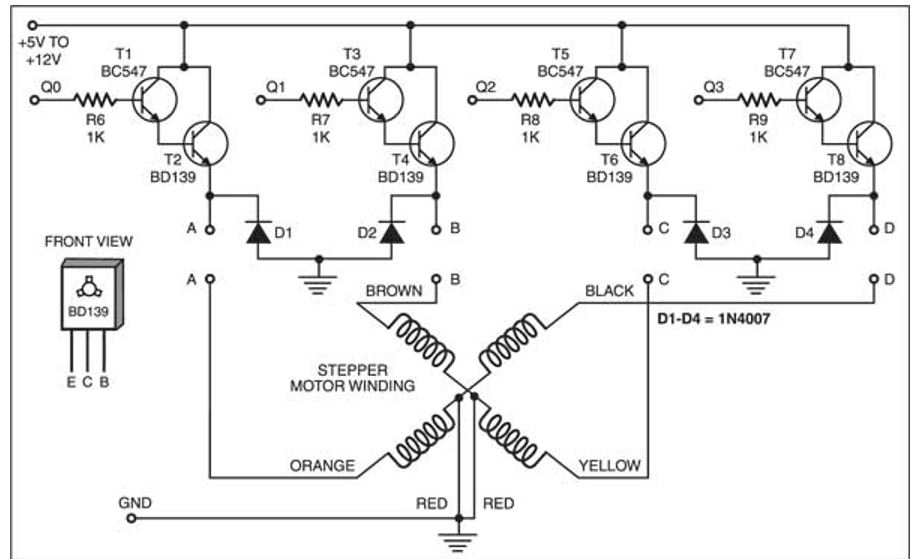 +5V TO
+12V
T1
BC547
T3
BC547
T5
BC547
T7
BC547
Q0
Q1
Q2
Q3
R6
1K
R7
1K
R8
1K
R9
1K
T2
BD139
T4
BD139
T6
BD139
T8
BD139
A
D1
D2
B
C
D3
D4
D
FRONT VIEW
BD139
E C B
A
B
C
D
BROWN
BLACK
D1-D4 = 1N4007
STEPPER
MOTOR WINDING
ORANGE
YELLOW
GND
RED
RED